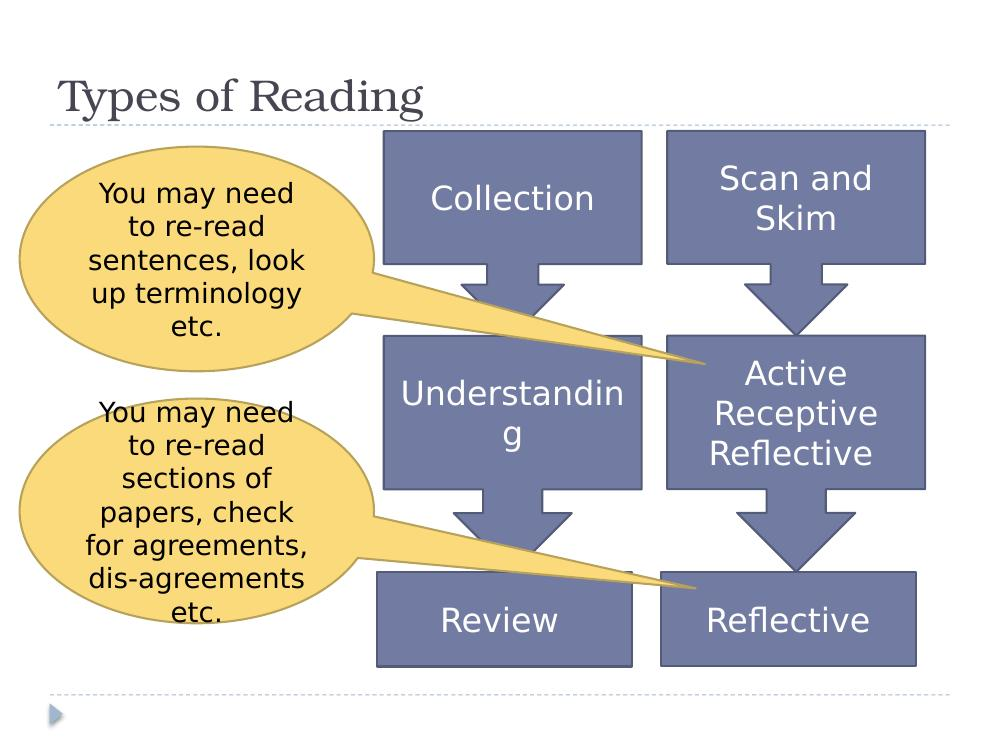 Types of Reading
You may need
to re-read
sentences, look
up terminology
etc.
Collection
Scan and
Skim
Understandin
g
Active
Receptive
Reflective
You may need
to re-read
sections of
papers, check
for agreements,
dis-agreements
etc.
Review
Reflective